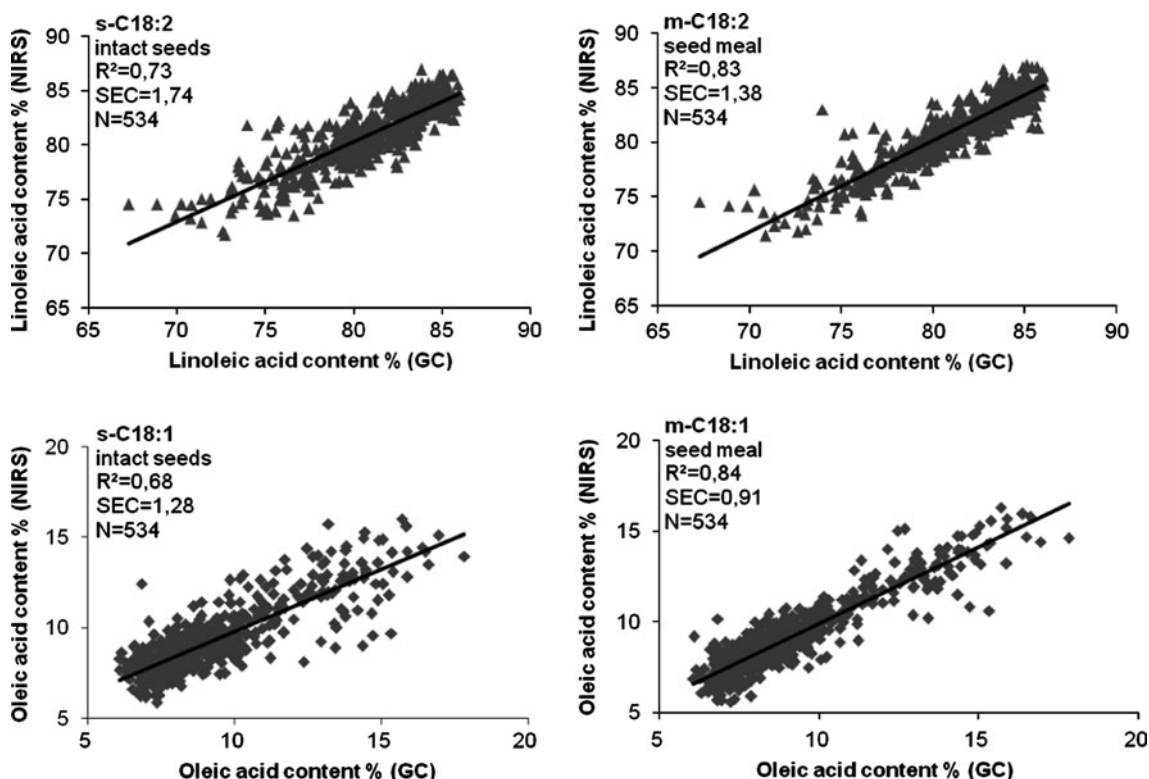 s-C18:2
intact seeds
R²=0,73
SEC=1,74
N=534
Linoleic acid content % (NIRS)
90
85
80
75
70
65
65 70 75 80 85 90
Linoleic acid content % (GC)
m-C18:2
seed meal
R²=0,83
SEC=1,38
N=534
Linoleic acid content % (NIRS)
90
85
80
75
70
65
65 70 75 80 85 90
Linoleic acid content % (GC)
s-C18:1
intact seeds
R²=0,68
SEC=1,28
N=534
Oleic acid content % (NIRS)
20
15
10
5
5 10 15 20
Oleic acid content % (GC)
m-C18:1
seed meal
R²=0,84
SEC=0,91
N=534
Oleic acid content % (NIRS)
20
15
10
5
5 10 15 20
Oleic acid content % (GC)